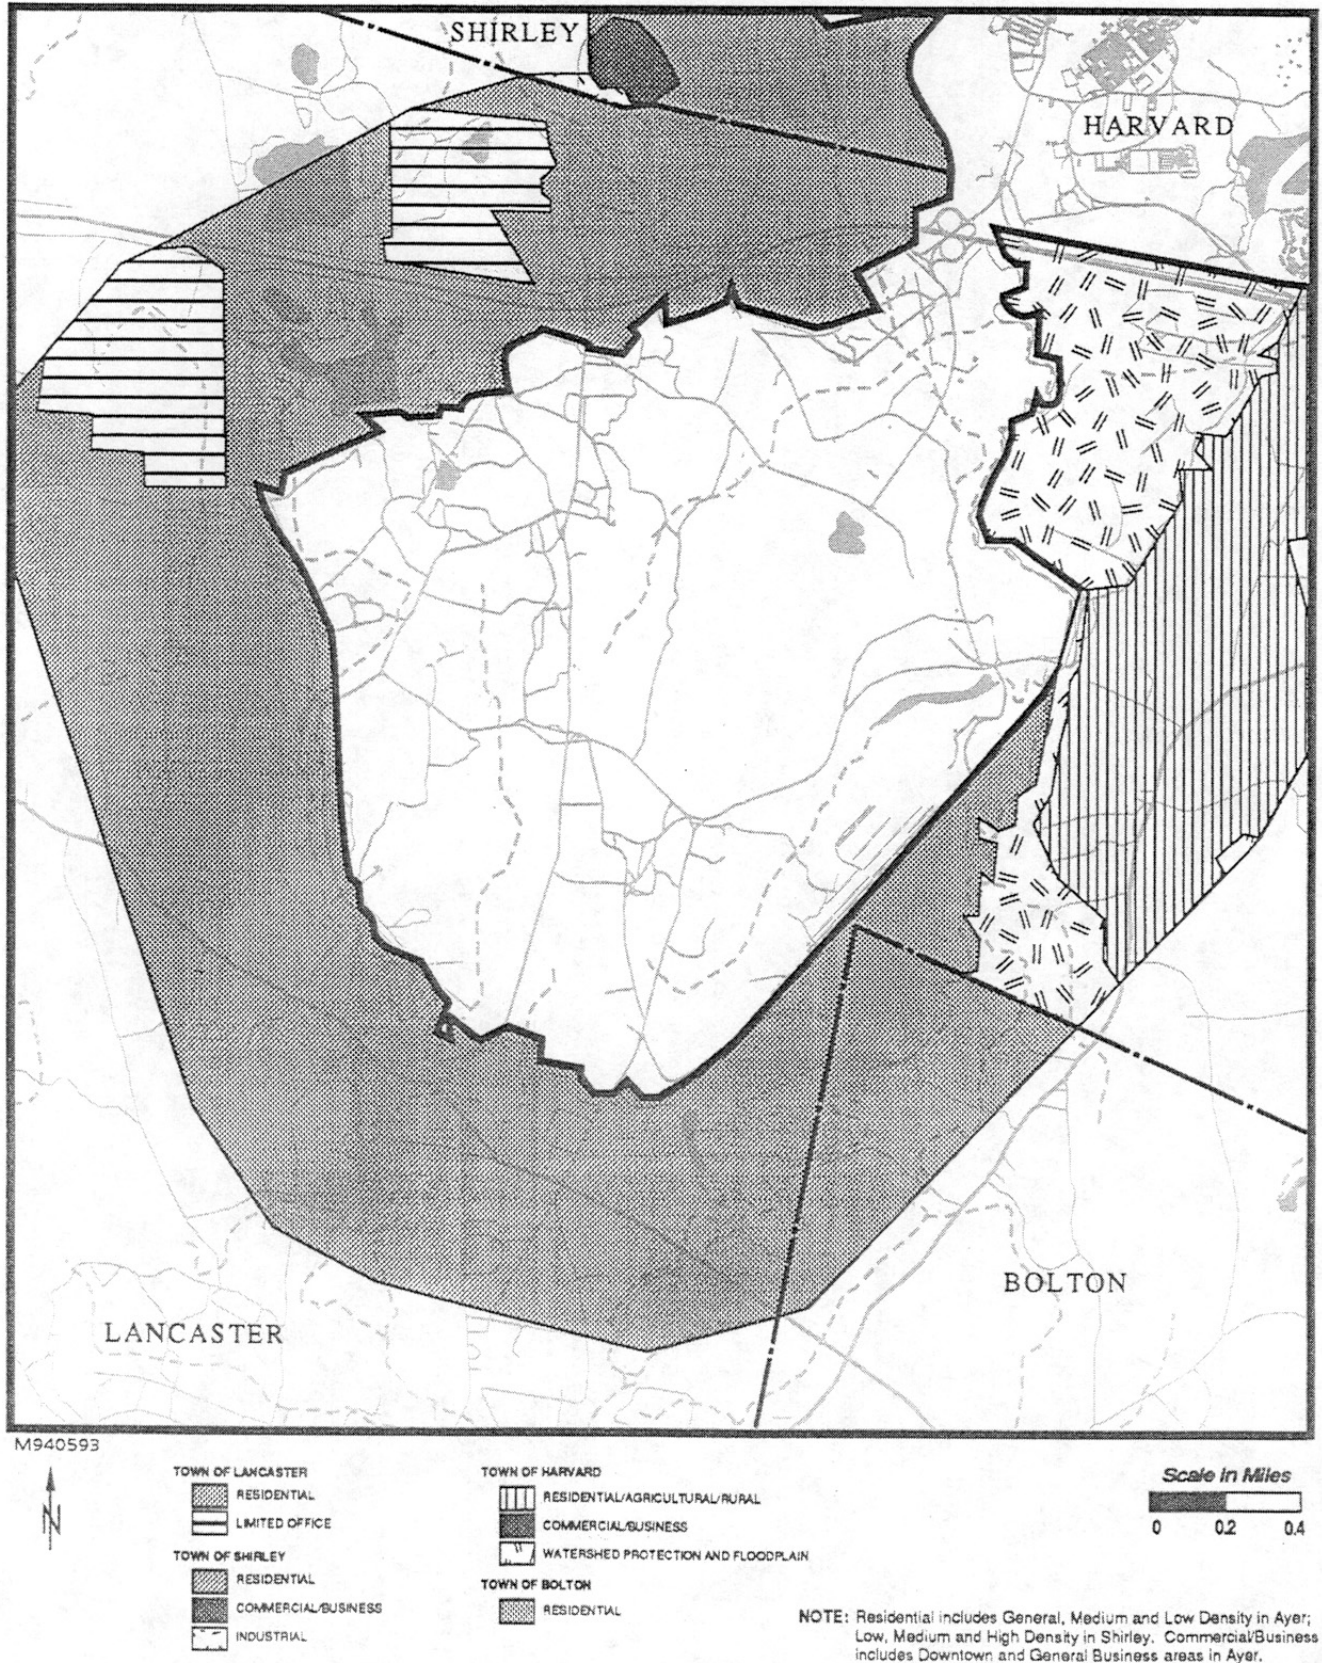 SHIRLEY
HARVARD
BOLTON
LANCASTER
M940593
N
TOWN OF LANCASTER
RESIDENTIAL
LIMITED OFFICE
TOWN OF SHIRLEY
RESIDENTIAL
COMMERCIAL/BUSINESS
INDUSTRIAL
TOWN OF HARVARD
RESIDENTIAL/AGRICULTURAL/RURAL
COMMERCIAL/BUSINESS
WATERSHED PROTECTION AND FLOODPLAIN
TOWN OF BOLTON
RESIDENTIAL
Scale in Miles
0 0.2 0.4
NOTE: Residential includes General, Medium and Low Density in Ayer;
Low, Medium and High Density in Shirley. Commercial/Business
includes Downtown and General Business areas in Ayer.